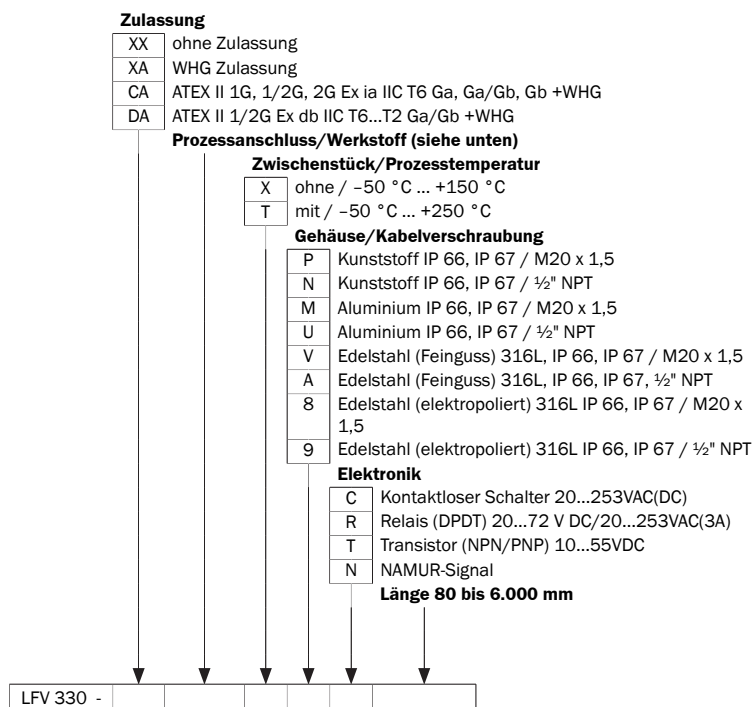 Zulassung
XX ohne Zulassung
XA WHG Zulassung
CA ATEX II 1G, 1/2G, 2G Ex ia IIC T6 Ga, Ga/Gb, Gb +WHG
DA ATEX II 1/2G Ex db IIC T6...T2 Ga/Gb +WHG
Prozessanschluss/Werkstoff (siehe unten)
Zwischenstück/Prozesstemperatur
X ohne / –50 °C ... +150 °C
T mit / –50 °C ... +250 °C
Gehäuse/Kabelverschraubung
P Kunststoff IP 66, IP 67 / M20 x 1,5
N Kunststoff IP 66, IP 67 / ½" NPT
M Aluminium IP 66, IP 67 / M20 x 1,5
U Aluminium IP 66, IP 67 / ½" NPT
V Edelstahl (Feinguss) 316L, IP 66, IP 67 / M20 x 1,5
A Edelstahl (Feinguss) 316L, IP 66, IP 67, ½" NPT
8 Edelstahl (elektropoliert) 316L IP 66, IP 67 / M20 x
1,5
9 Edelstahl (elektropoliert) 316L IP 66, IP 67 / ½" NPT
Elektronik
C Kontaktloser Schalter 20...253VAC(DC)
R Relais (DPDT) 20...72 V DC/20...253VAC(3A)
T Transistor (NPN/PNP) 10...55VDC
N NAMUR-Signal
Länge 80 bis 6.000 mm
LFV 330 -